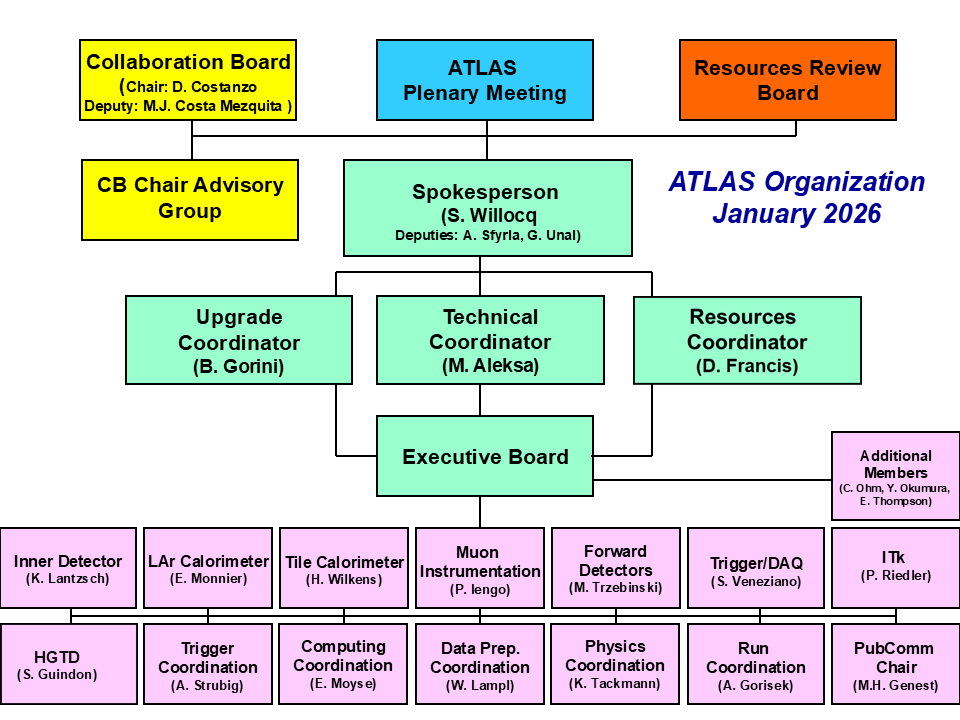 Collaboration Board
(Chair: D. Costanzo
Deputy: M.J. Costa Mezquita )
ATLAS
Plenary Meeting
Resources Review
Board
CB Chair Advisory
Group
Spokesperson
(S. Willocq
Deputies: A. Sfyrla, G. Unal)
ATLAS Organization
January 2026
Upgrade
Coordinator
(B. Gorini)
Technical
Coordinator
(M. Aleksa)
Resources
Coordinator
(D. Francis)
Executive Board
Additional
Members
(C. Ohm, Y. Okumura,
E. Thompson)
Inner Detector
(K. Lantzsch)
LAr Calorimeter
(E. Monnier)
Tile Calorimeter
(H. Wilkens)
Muon
Instrumentation
(P. Iengo)
Forward
Detectors
(M. Trzebinski)
Trigger/DAQ
(S. Veneziano)
ITk
(P. Riedler)
HGTD
(S. Guindon)
Trigger
Coordination
(A. Strubig)
Computing
Coordination
(E. Moyse)
Data Prep.
Coordination
(W. Lampl)
Physics
Coordination
(K. Tackmann)
Run
Coordination
(A. Gorisek)
PubComm
Chair
(M.H. Genest)